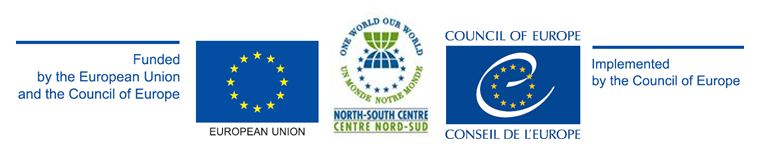 Funded
by the European Union
and the Council of Europe
EUROPEAN UNION
ONE WORLD OUR WORLD
UN MONDE NOTRE MONDE
NORTH-SOUTH CENTRE
CENTRE NORD-SUD
COUNCIL OF EUROPE
CONSEIL DE L'EUROPE
Implemented
by the Council of Europe